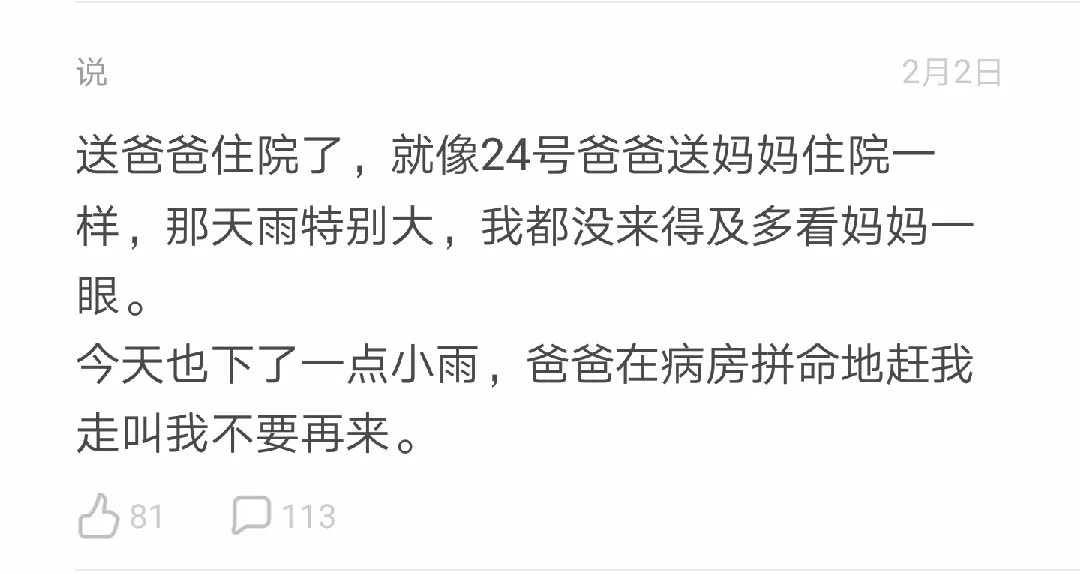 说
2月2日
送爸爸住院了，就像24号爸爸送妈妈住院一
样，那天雨特别大，我都没来得及多看妈妈一
眼。
今天也下了一点小雨，爸爸在病房拼命地赶我
走叫我不要再来。
81
113